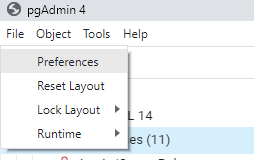 pgAdmin 4
File Object Tools Help
Preferences
Reset Layout
Lock Layout
L 14
Runtime
es (11)